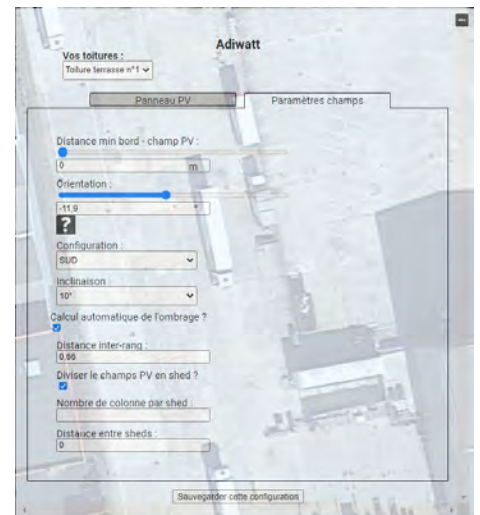 Adiwatt
Vos toitures :
Toiture terrasse n°1
Panneau PV
Paramètres champs
Distance min bord - champ PV :
0 m
Orientation :
-11,9 °
?
Configuration :
SUD
Inclinaison :
10°
Calcul automatique de l'ombrage ?
Distance inter-rang :
0,66
Diviser le champs PV en shed ?
Nombre de colonne par shed :
Distance entre sheds :
0
Sauvegarder cette configuration